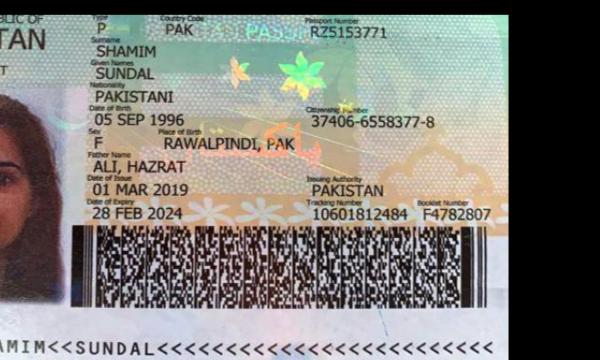 BLIC OF
TAN
T
Type Country Code Passport Number
P PAK RZ5153771
Surname
SHAMIM
Given Names
SUNDAL
Nationality
PAKISTANI
Date of Birth Citizenship Number
05 SEP 1996 37406-6558377-8
Sex Place of Birth
F RAWALPINDI, PAK
Father Name
ALI, HAZRAT
Date of Issue Issuing Authority
01 MAR 2019 PAKISTAN
Date of Expiry Tracking Number Booklet Number
28 FEB 2024 10601812484 F4782807
AMIM<<SUNDAL<<<<<<<<<<<<<<<<<<<<<<<<